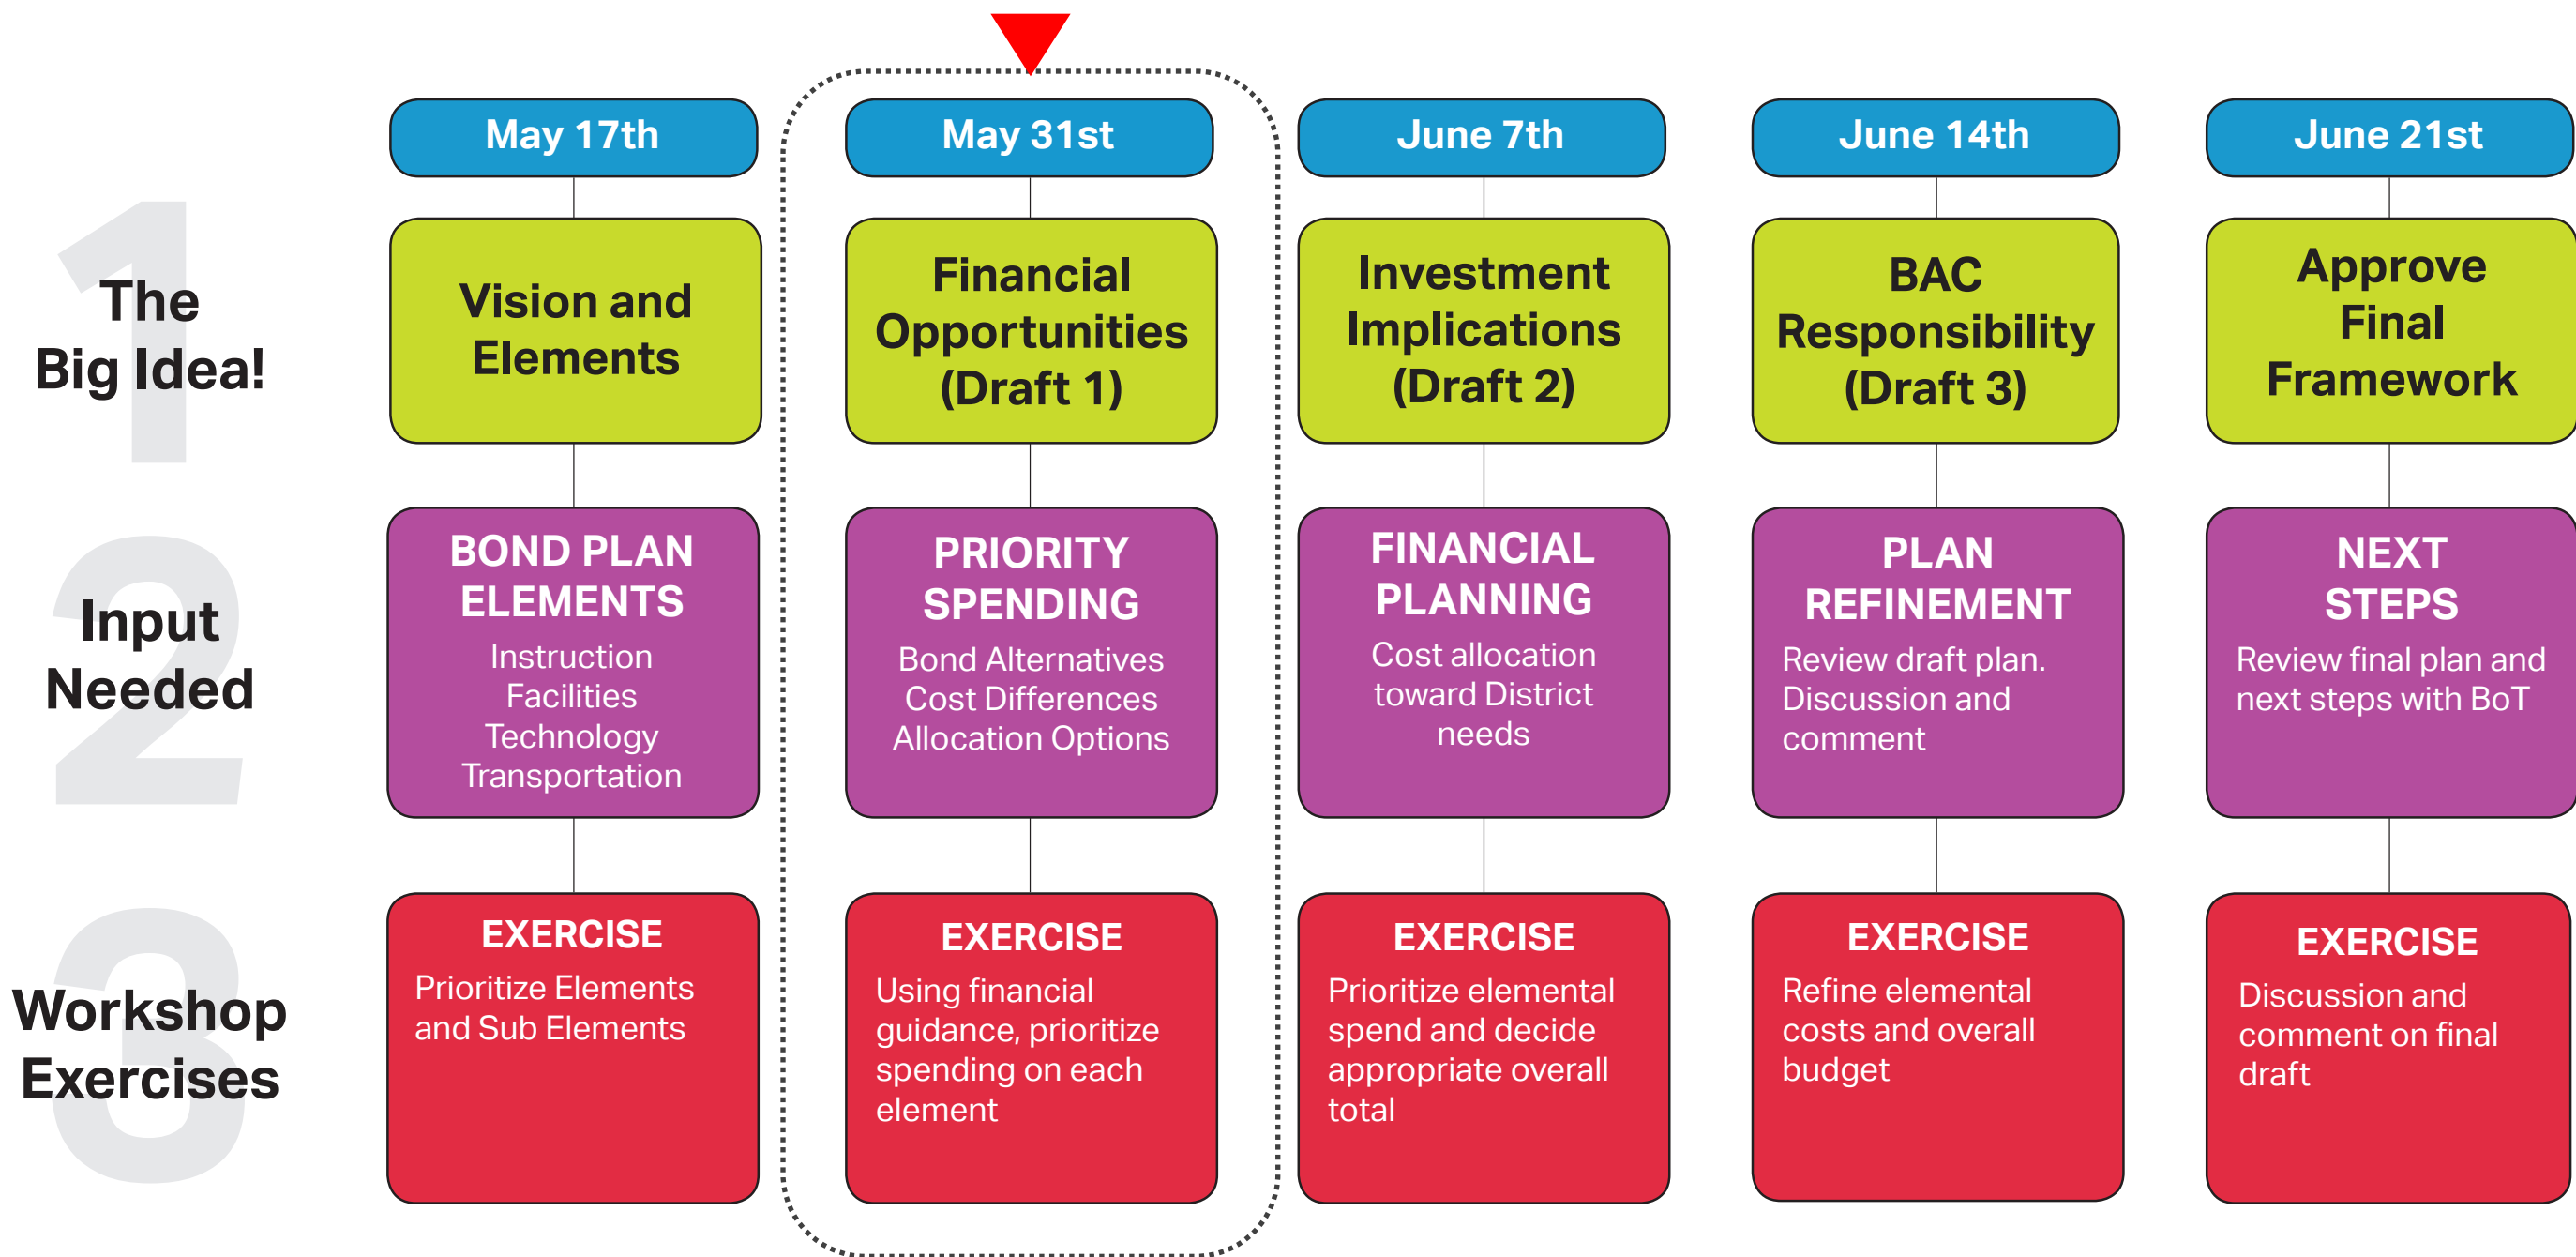 May 17th
May 31st
June 7th
June 14th
June 21st
1
The
Big Idea!
Vision and
Elements
Financial
Opportunities
(Draft 1)
Investment
Implications
(Draft 2)
BAC
Responsibility
(Draft 3)
Approve
Final
Framework
2
Input
Needed
BOND PLAN
ELEMENTS
Instruction
Facilities
Technology
Transportation
PRIORITY
SPENDING
Bond Alternatives
Cost Differences
Allocation Options
FINANCIAL
PLANNING
Cost allocation
toward District
needs
PLAN
REFINEMENT
Review draft plan.
Discussion and
comment
NEXT
STEPS
Review final plan and
next steps with BoT
3
Workshop
Exercises
EXERCISE
Prioritize Elements
and Sub Elements
EXERCISE
Using financial
guidance, prioritize
spending on each
element
EXERCISE
Prioritize elemental
spend and decide
appropriate overall
total
EXERCISE
Refine elemental
costs and overall
budget
EXERCISE
Discussion and
comment on final
draft